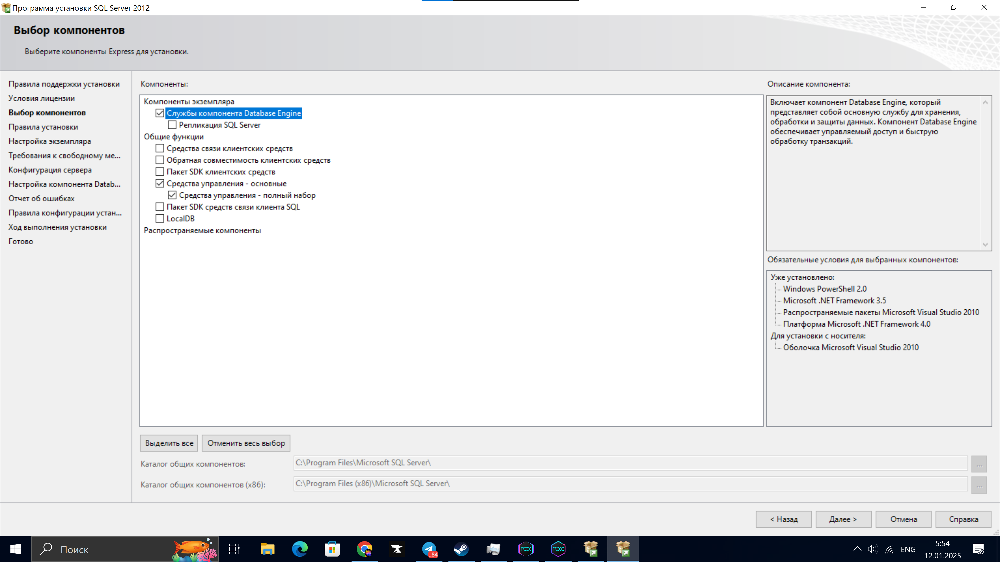 Программа установки SQL Server 2012
Выбор компонентов
Выберите компоненты Express для установки.
Правила поддержки установки
Условия лицензии
Выбор компонентов
Правила установки
Настройка экземпляра
Требования к свободному ме...
Конфигурация сервера
Настройка компонента Datab...
Отчет об ошибках
Правила конфигурации устан...
Ход выполнения установки
Готово
Компоненты:
Компоненты экземпляра
Службы компонента Database Engine
Репликация SQL Server
Общие функции
Средства связи клиентских средств
Обратная совместимость клиентских средств
Пакет SDK клиентских средств
Средства управления - основные
Средства управления - полный набор
Пакет SDK средств связи клиента SQL
LocalDB
Распространяемые компоненты
Описание компонента:
Включает компонент Database Engine, который
представляет собой основную службу для хранения,
обработки и защиты данных. Компонент Database Engine
обеспечивает управляемый доступ и быструю
обработку транзакций.
Обязательные условия для выбранных компонентов:
Уже установлено:
Windows PowerShell 2.0
Microsoft .NET Framework 3.5
Распространяемые пакеты Microsoft Visual Studio 2010
Платформа Microsoft .NET Framework 4.0
Для установки с носителя:
Оболочка Microsoft Visual Studio 2010
Выделить все
Отменить весь выбор
Каталог общих компонентов:
C:\Program Files\Microsoft SQL Server\
...
Каталог общих компонентов (x86):
C:\Program Files (x86)\Microsoft SQL Server\
...
< Назад
Далее >
Отмена
Справка
Поиск
..84
nox
nox
ENG
5:54
12.01.2025